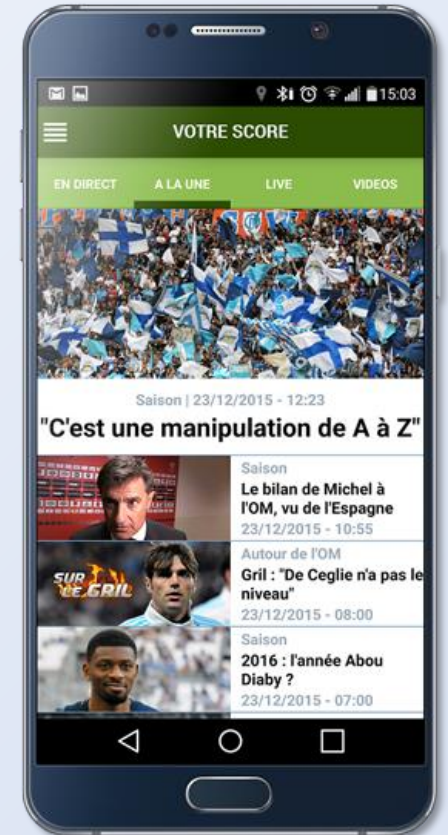 15:03
VOTRE SCORE
EN DIRECT
A LA UNE
LIVE
VIDEOS
Saison | 23/12/2015 - 12:23
"C'est une manipulation de A à Z"
Saison
Le bilan de Michel à
l'OM, vu de l'Espagne
23/12/2015 - 10:55
Autour de l'OM
Gril : "De Ceglie n'a pas le
niveau"
23/12/2015 - 08:00
SUR
LE GRIL
Saison
2016 : l'année Abou
Diaby ?
23/12/2015 - 07:00